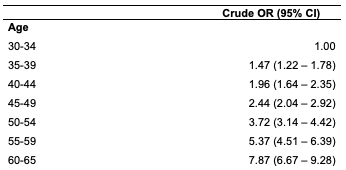 Crude OR (95% CI)
Age
30-34 1.00
35-39 1.47 (1.22 – 1.78)
40-44 1.96 (1.64 – 2.35)
45-49 2.44 (2.04 – 2.92)
50-54 3.72 (3.14 – 4.42)
55-59 5.37 (4.51 – 6.39)
60-65 7.87 (6.67 – 9.28)